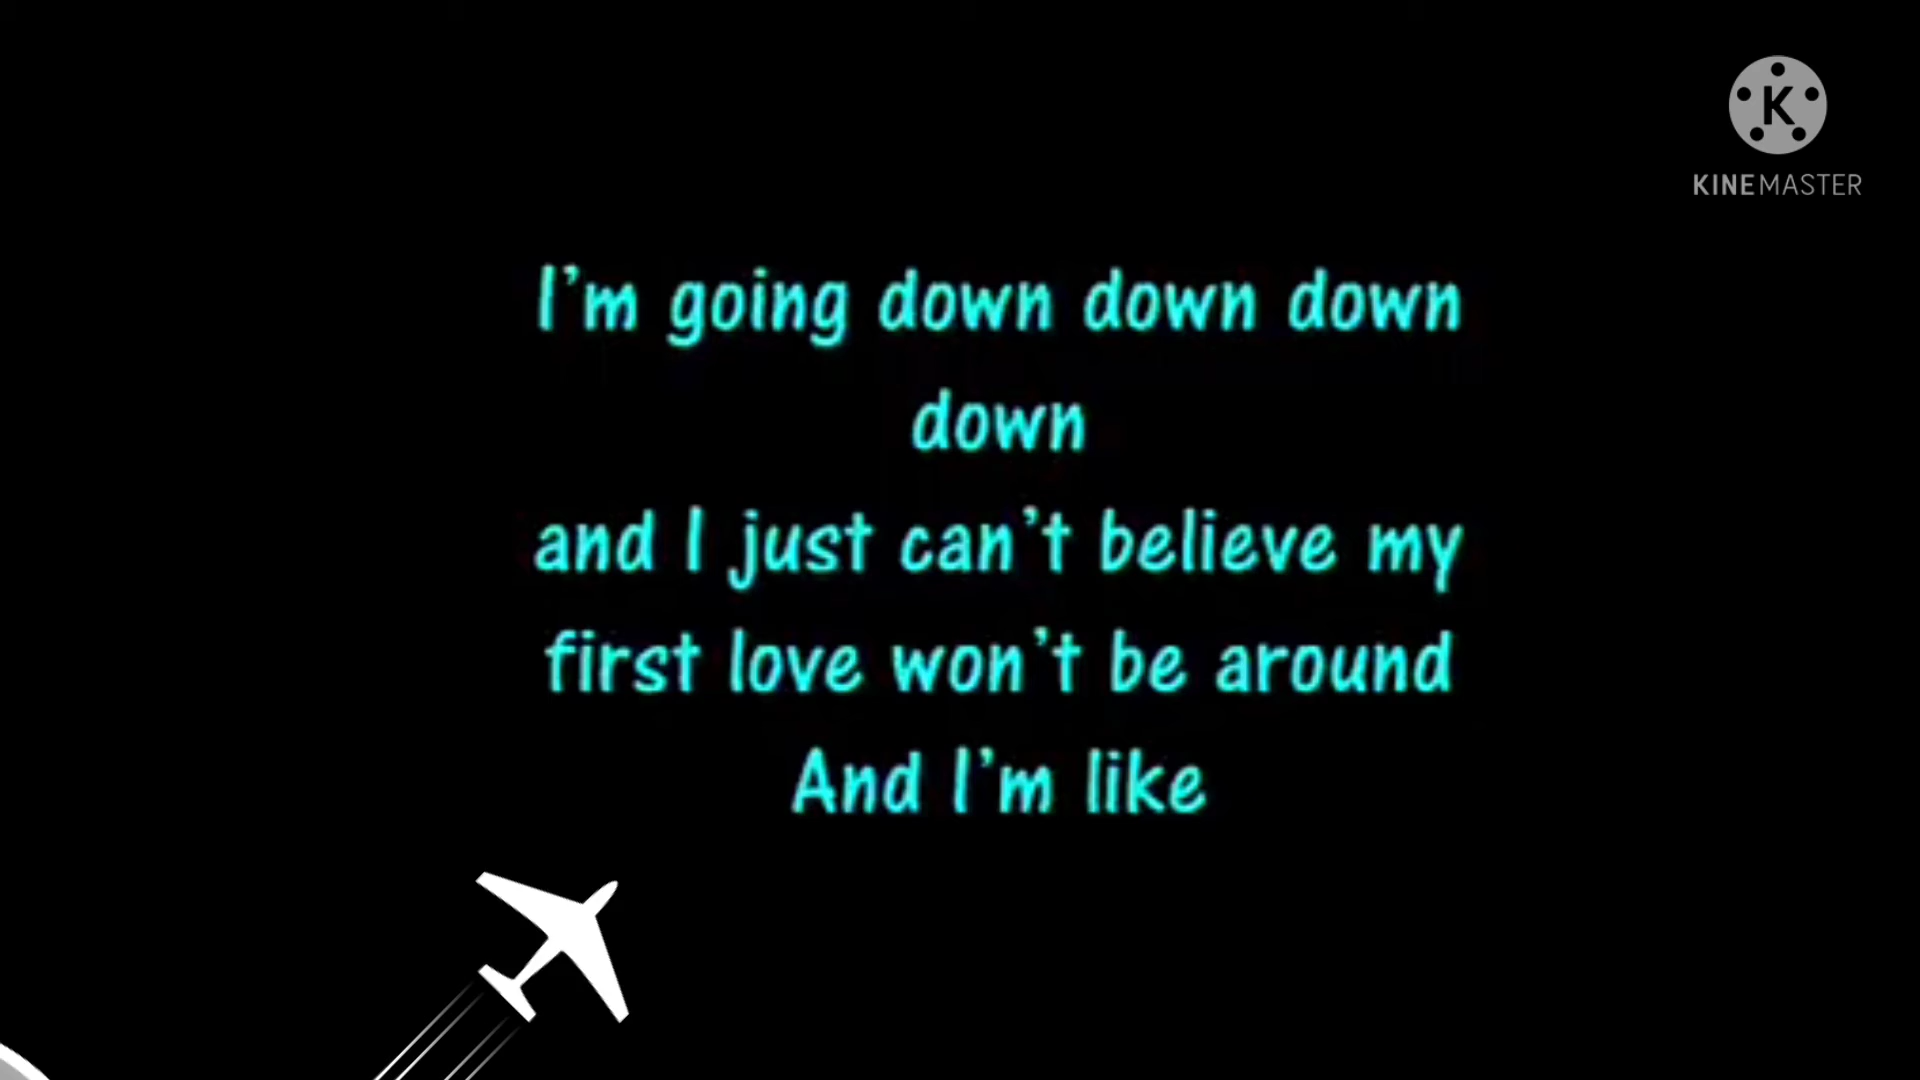 K
KINEMASTER
I'm going down down down
down
and I just can't believe my
first love won't be around
And I'm like